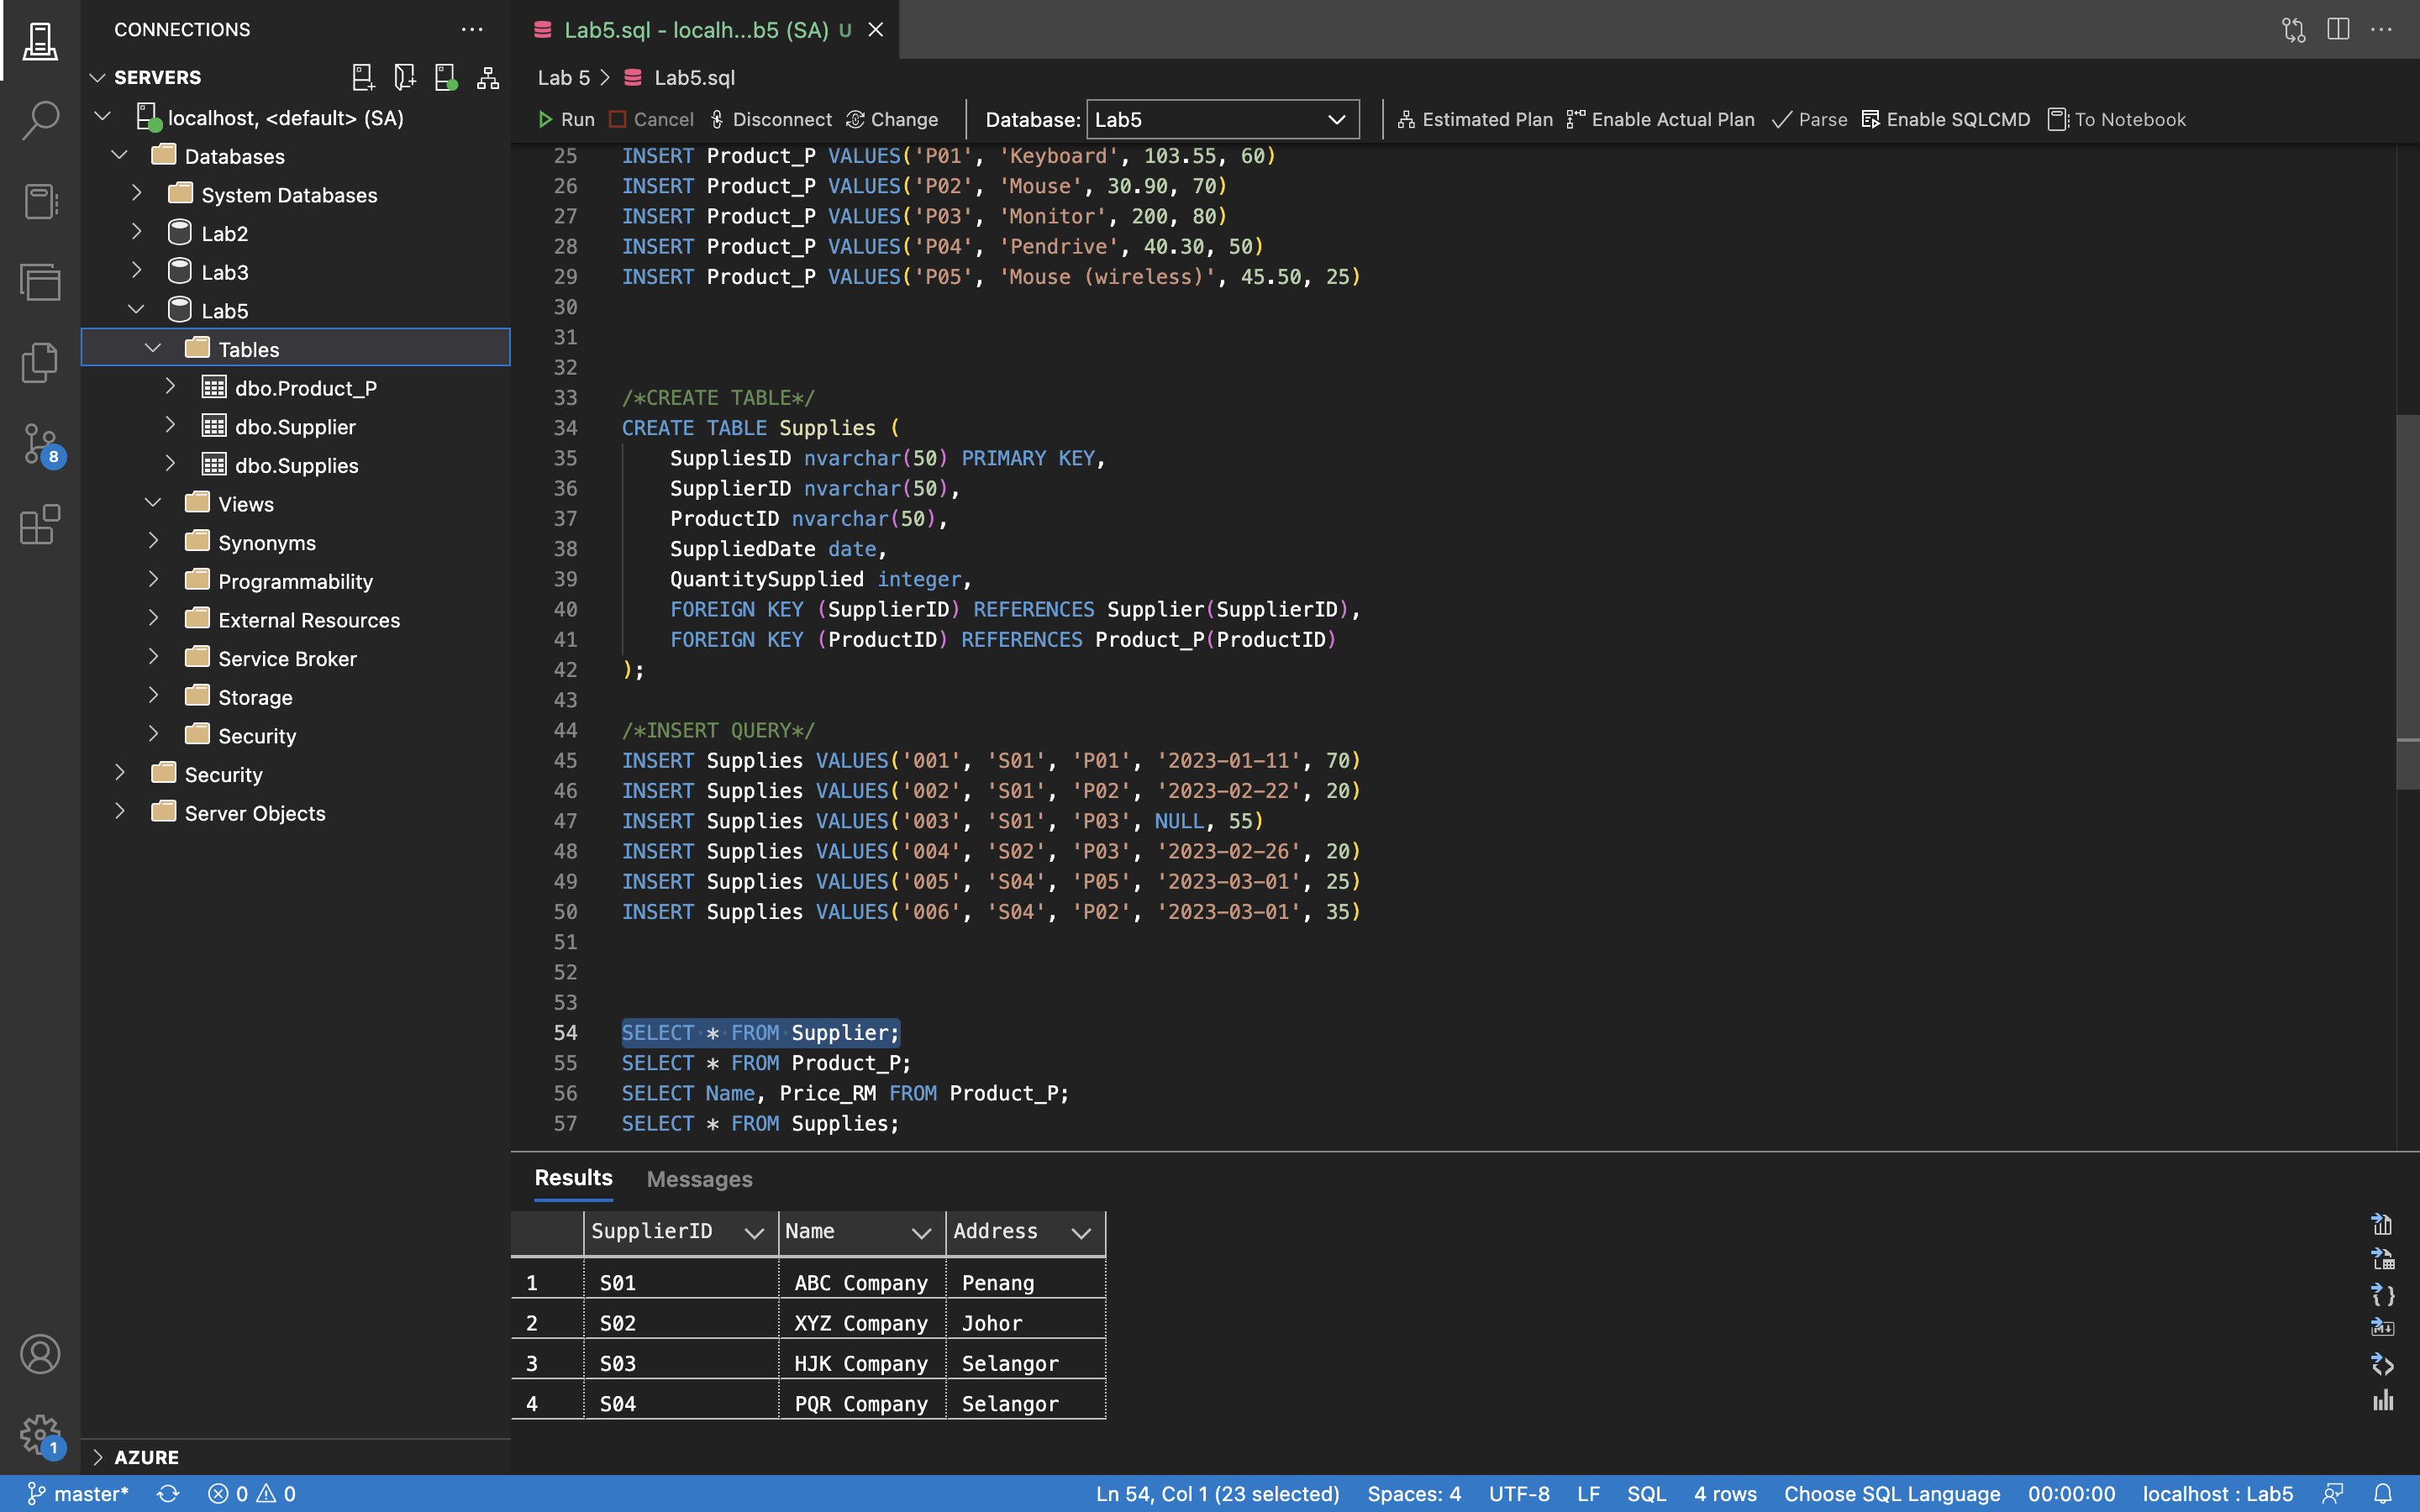 CONNECTIONS
SERVERS
localhost, <default> (SA)
Databases
System Databases
Lab2
Lab3
Lab5
Tables
dbo.Product_P
dbo.Supplier
dbo.Supplies
Views
Synonyms
Programmability
External Resources
Service Broker
Storage
Security
Security
Server Objects
8
1
AZURE
Lab5.sql - localh...b5 (SA) U
Lab 5 > Lab5.sql
Run Cancel Disconnect Change Database: Lab5 Estimated Plan Enable Actual Plan Parse Enable SQLCMD To Notebook
25 INSERT Product_P VALUES('P01', 'Keyboard', 103.55, 60)
26 INSERT Product_P VALUES('P02', 'Mouse', 30.90, 70)
27 INSERT Product_P VALUES('P03', 'Monitor', 200, 80)
28 INSERT Product_P VALUES('P04', 'Pendrive', 40.30, 50)
29 INSERT Product_P VALUES('P05', 'Mouse (wireless)', 45.50, 25)
30
31
32
33 /*CREATE TABLE*/
34 CREATE TABLE Supplies (
35 SuppliesID nvarchar(50) PRIMARY KEY,
36 SupplierID nvarchar(50),
37 ProductID nvarchar(50),
38 SuppliedDate date,
39 QuantitySupplied integer,
40 FOREIGN KEY (SupplierID) REFERENCES Supplier(SupplierID),
41 FOREIGN KEY (ProductID) REFERENCES Product_P(ProductID)
42 );
43
44 /*INSERT QUERY*/
45 INSERT Supplies VALUES('001', 'S01', 'P01', '2023-01-11', 70)
46 INSERT Supplies VALUES('002', 'S01', 'P02', '2023-02-22', 20)
47 INSERT Supplies VALUES('003', 'S01', 'P03', NULL, 55)
48 INSERT Supplies VALUES('004', 'S02', 'P03', '2023-02-26', 20)
49 INSERT Supplies VALUES('005', 'S04', 'P05', '2023-03-01', 25)
50 INSERT Supplies VALUES('006', 'S04', 'P02', '2023-03-01', 35)
51
52
53
54 SELECT * FROM Supplier;
55 SELECT * FROM Product_P;
56 SELECT Name, Price_RM FROM Product_P;
57 SELECT * FROM Supplies;
Results Messages
SupplierID Name Address
1 S01 ABC Company Penang
2 S02 XYZ Company Johor
3 S03 HJK Company Selangor
4 S04 PQR Company Selangor
master* 0 0 Ln 54, Col 1 (23 selected) Spaces: 4 UTF-8 LF SQL 4 rows Choose SQL Language 00:00:00 localhost : Lab5